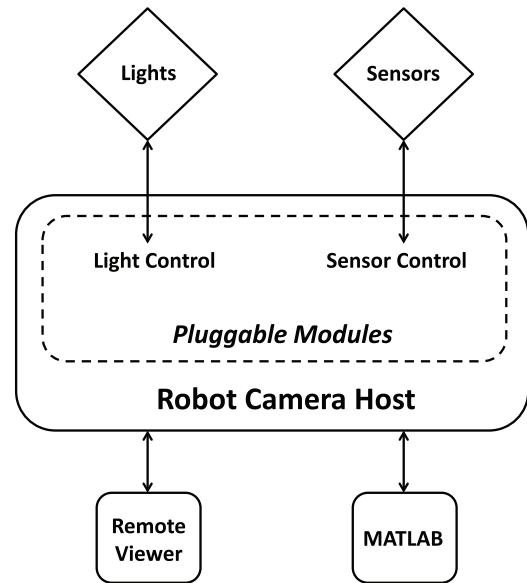 Lights
Sensors
Light Control
Sensor Control
Pluggable Modules
Robot Camera Host
Remote
Viewer
MATLAB